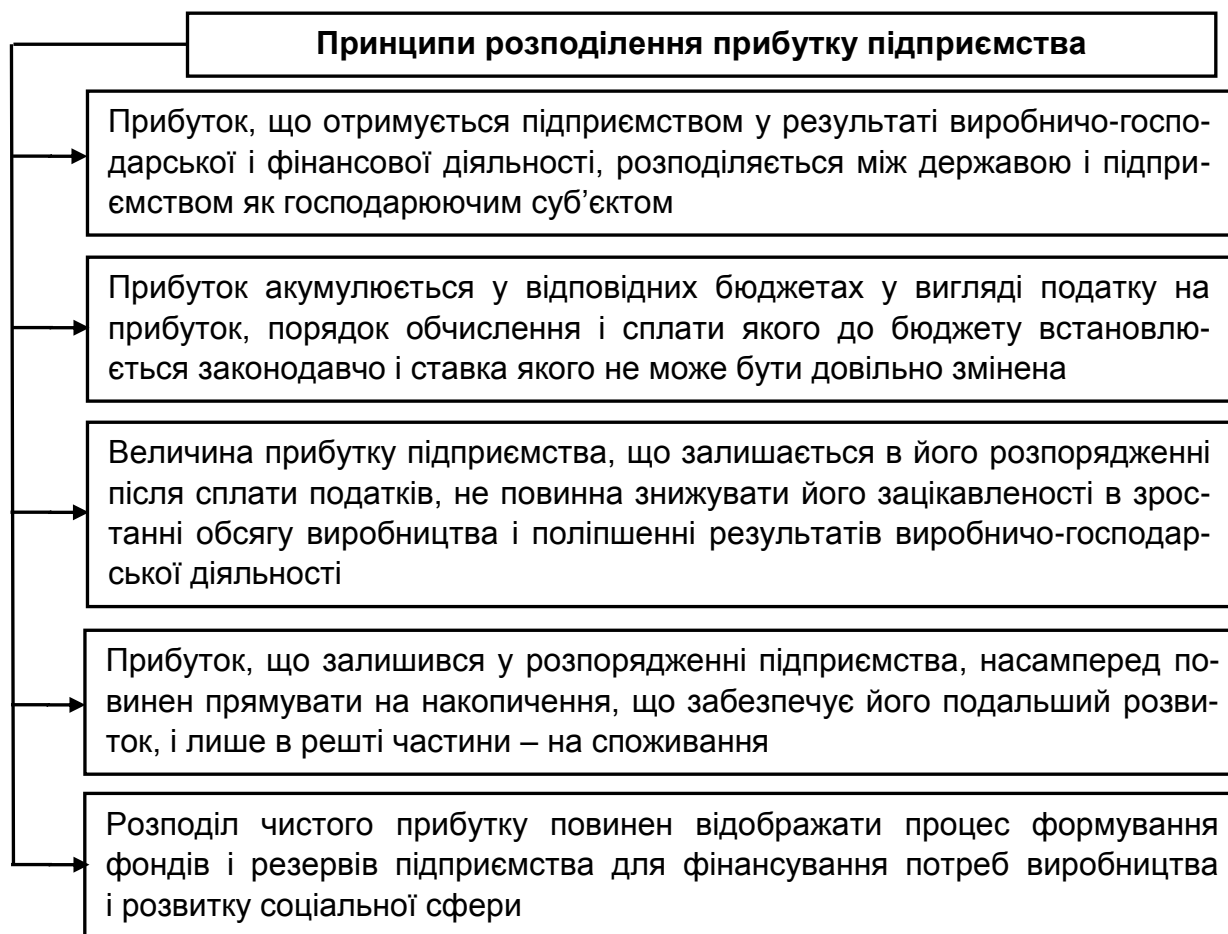 Принципи розподілення прибутку підприємства
Прибуток, що отримується підприємством у результаті виробничо-госпо-
дарської і фінансової діяльності, розподіляється між державою і підпри-
ємством як господарюючим суб’єктом
Прибуток акумулюється у відповідних бюджетах у вигляді податку на
прибуток, порядок обчислення і сплати якого до бюджету встановлю-
ється законодавчо і ставка якого не може бути довільно змінена
Величина прибутку підприємства, що залишається в його розпорядженні
після сплати податків, не повинна знижувати його зацікавленості в зрос-
танні обсягу виробництва і поліпшенні результатів виробничо-господар-
ської діяльності
Прибуток, що залишився у розпорядженні підприємства, насамперед по-
винен прямувати на накопичення, що забезпечує його подальший розви-
ток, і лише в решті частини – на споживання
Розподіл чистого прибутку повинен відображати процес формування
фондів і резервів підприємства для фінансування потреб виробництва
і розвитку соціальної сфери